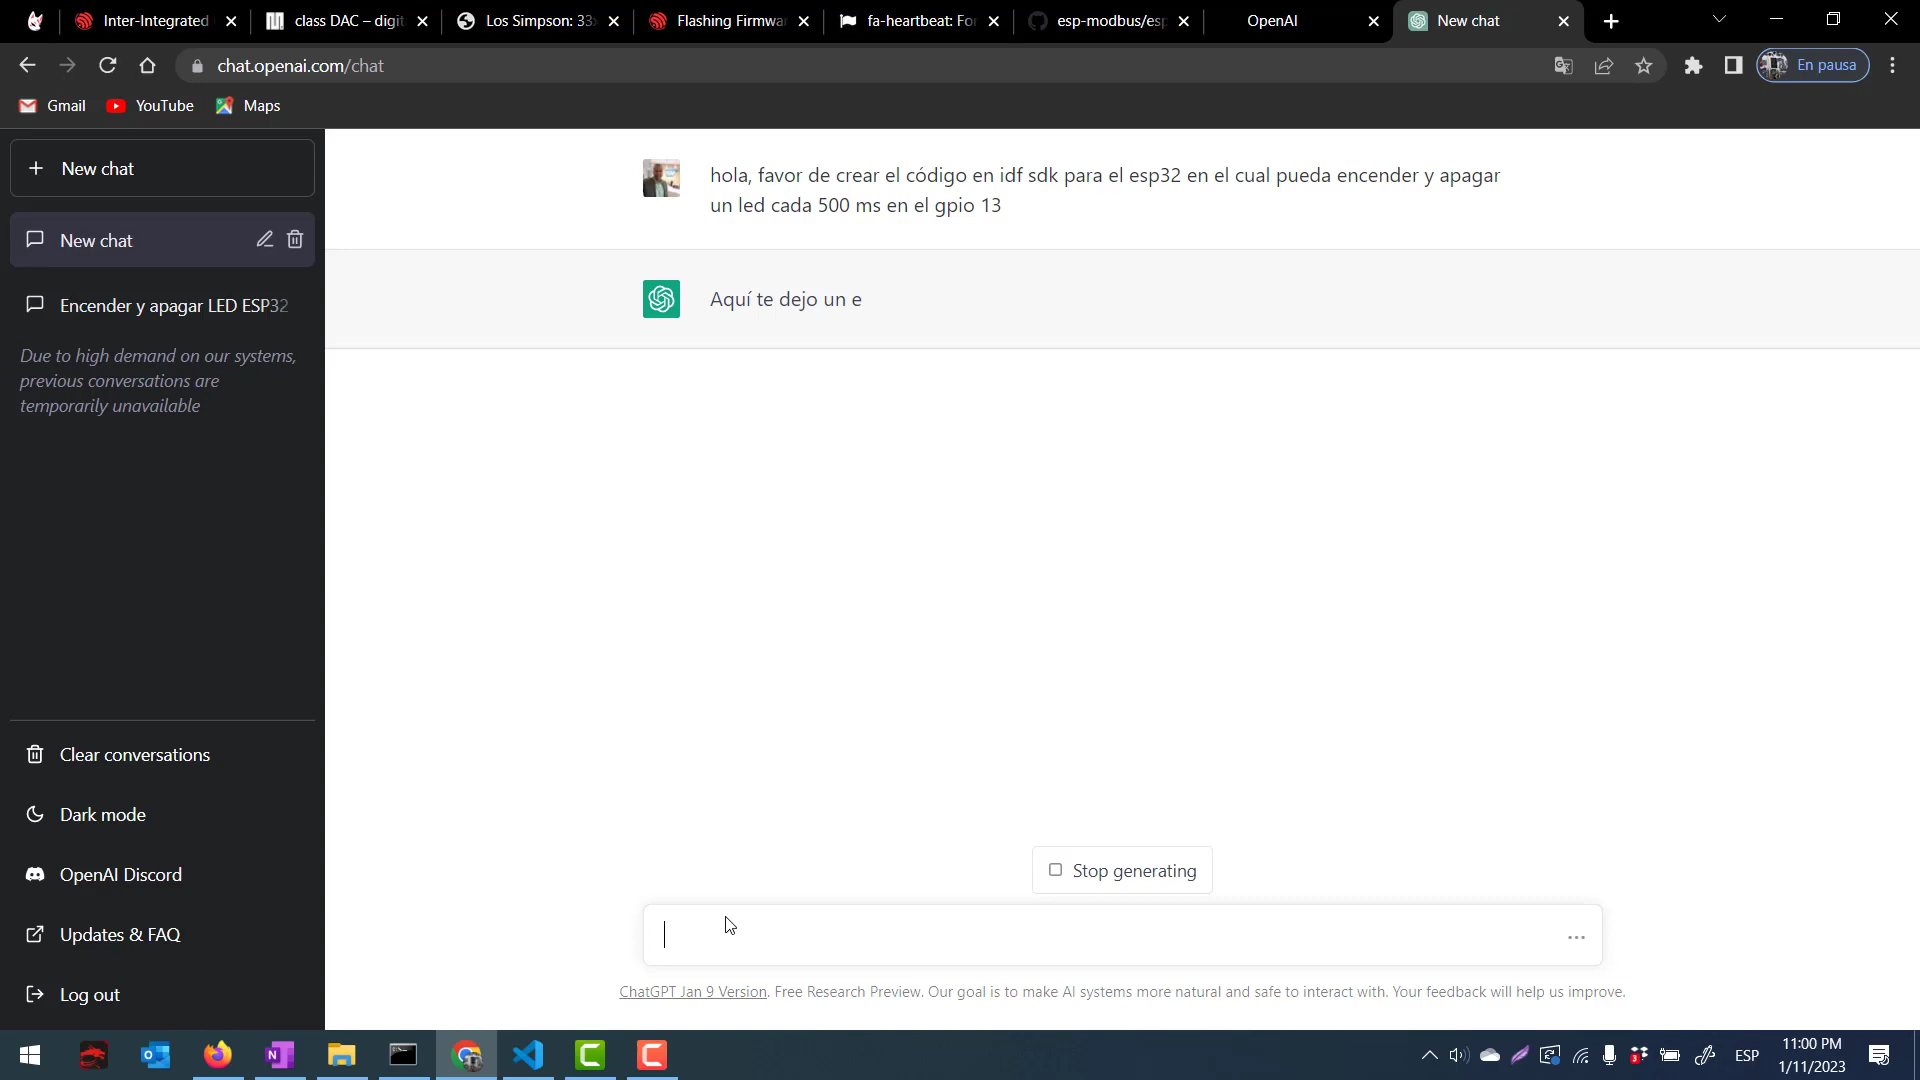 Inter-Integrated
class DAC – digit
Los Simpson: 33x
Flashing Firmwa
fa-heartbeat: Fo
esp-modbus/esp
OpenAI
New chat
chat.openai.com/chat
En pausa
Gmail
YouTube
Maps
New chat
New chat
Encender y apagar LED ESP32
Due to high demand on our systems,
previous conversations are
temporarily unavailable
Clear conversations
Dark mode
OpenAI Discord
Updates & FAQ
Log out
hola, favor de crear el código en idf sdk para el esp32 en el cual pueda encender y apagar
un led cada 500 ms en el gpio 13
Aquí te dejo un e
Stop generating
ChatGPT Jan 9 Version. Free Research Preview. Our goal is to make AI systems more natural and safe to interact with. Your feedback will help us improve.
ESP
11:00 PM
1/11/2023